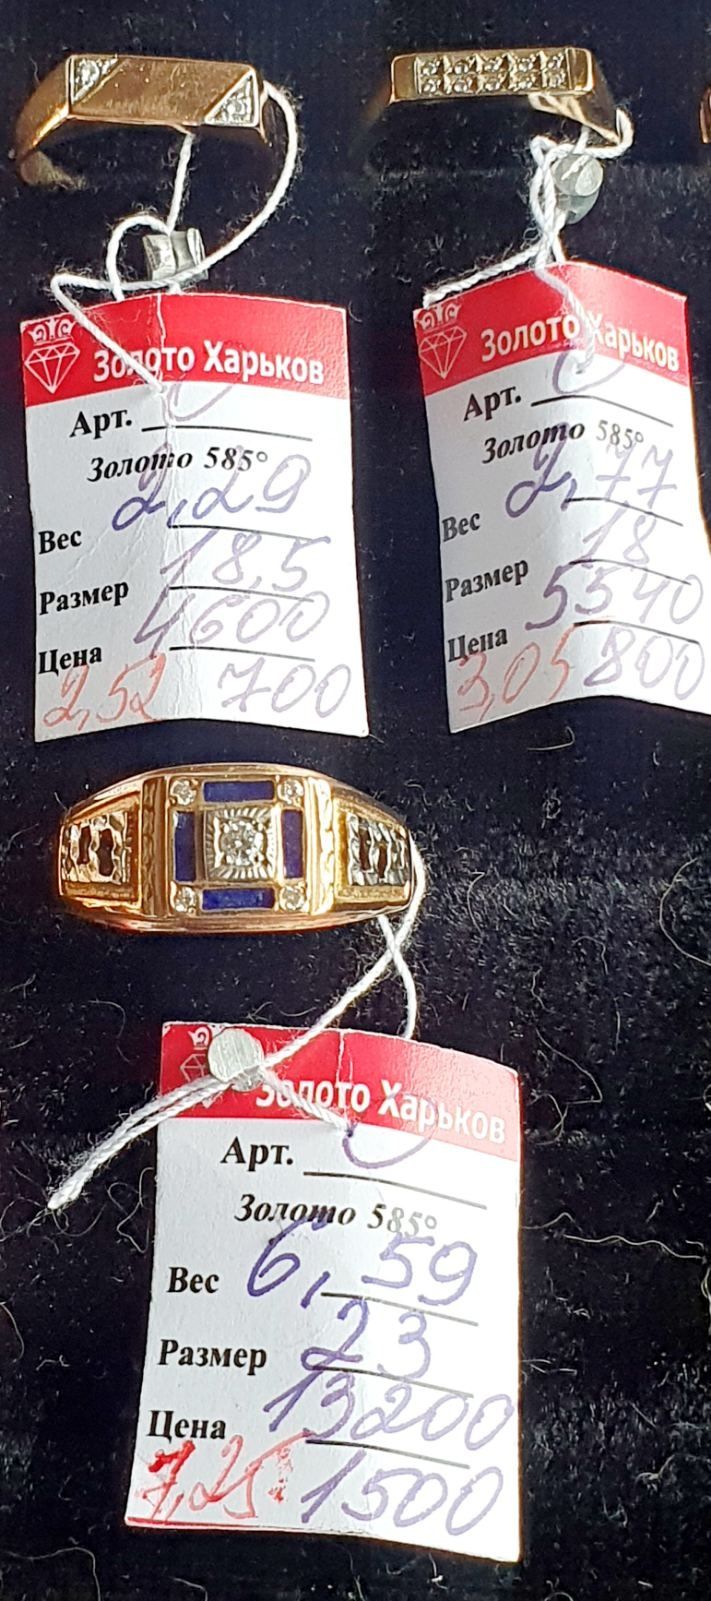 Золото Харьков
Арт.
Золото 585°
Вес 2,29
Размер 18,5
Цена 4600
2,52 700
Золото Харьков
Арт.
Золото 585°
Вес 2,77
Размер 18
Цена 5540
3,05 800
Золото Харьков
Арт.
Золото 585°
Вес 6,59
Размер 23
Цена 13200
7,25 1500